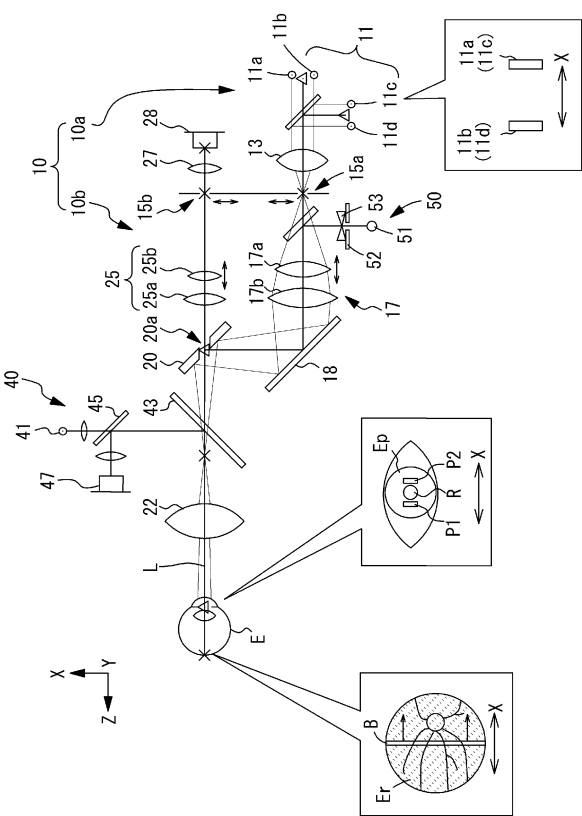 10
10a
10b
28
27
15b
25
25b
25a
20a
20
40
45
43
41
47
22
L
E
11b
11
11a
11c
11d
13
15a
50
53
51
52
17a
17b
17
18
11a
(11c)
11b
(11d)
X
Ep
P2
R
P1
X
X
Y
Z
B
Er
X